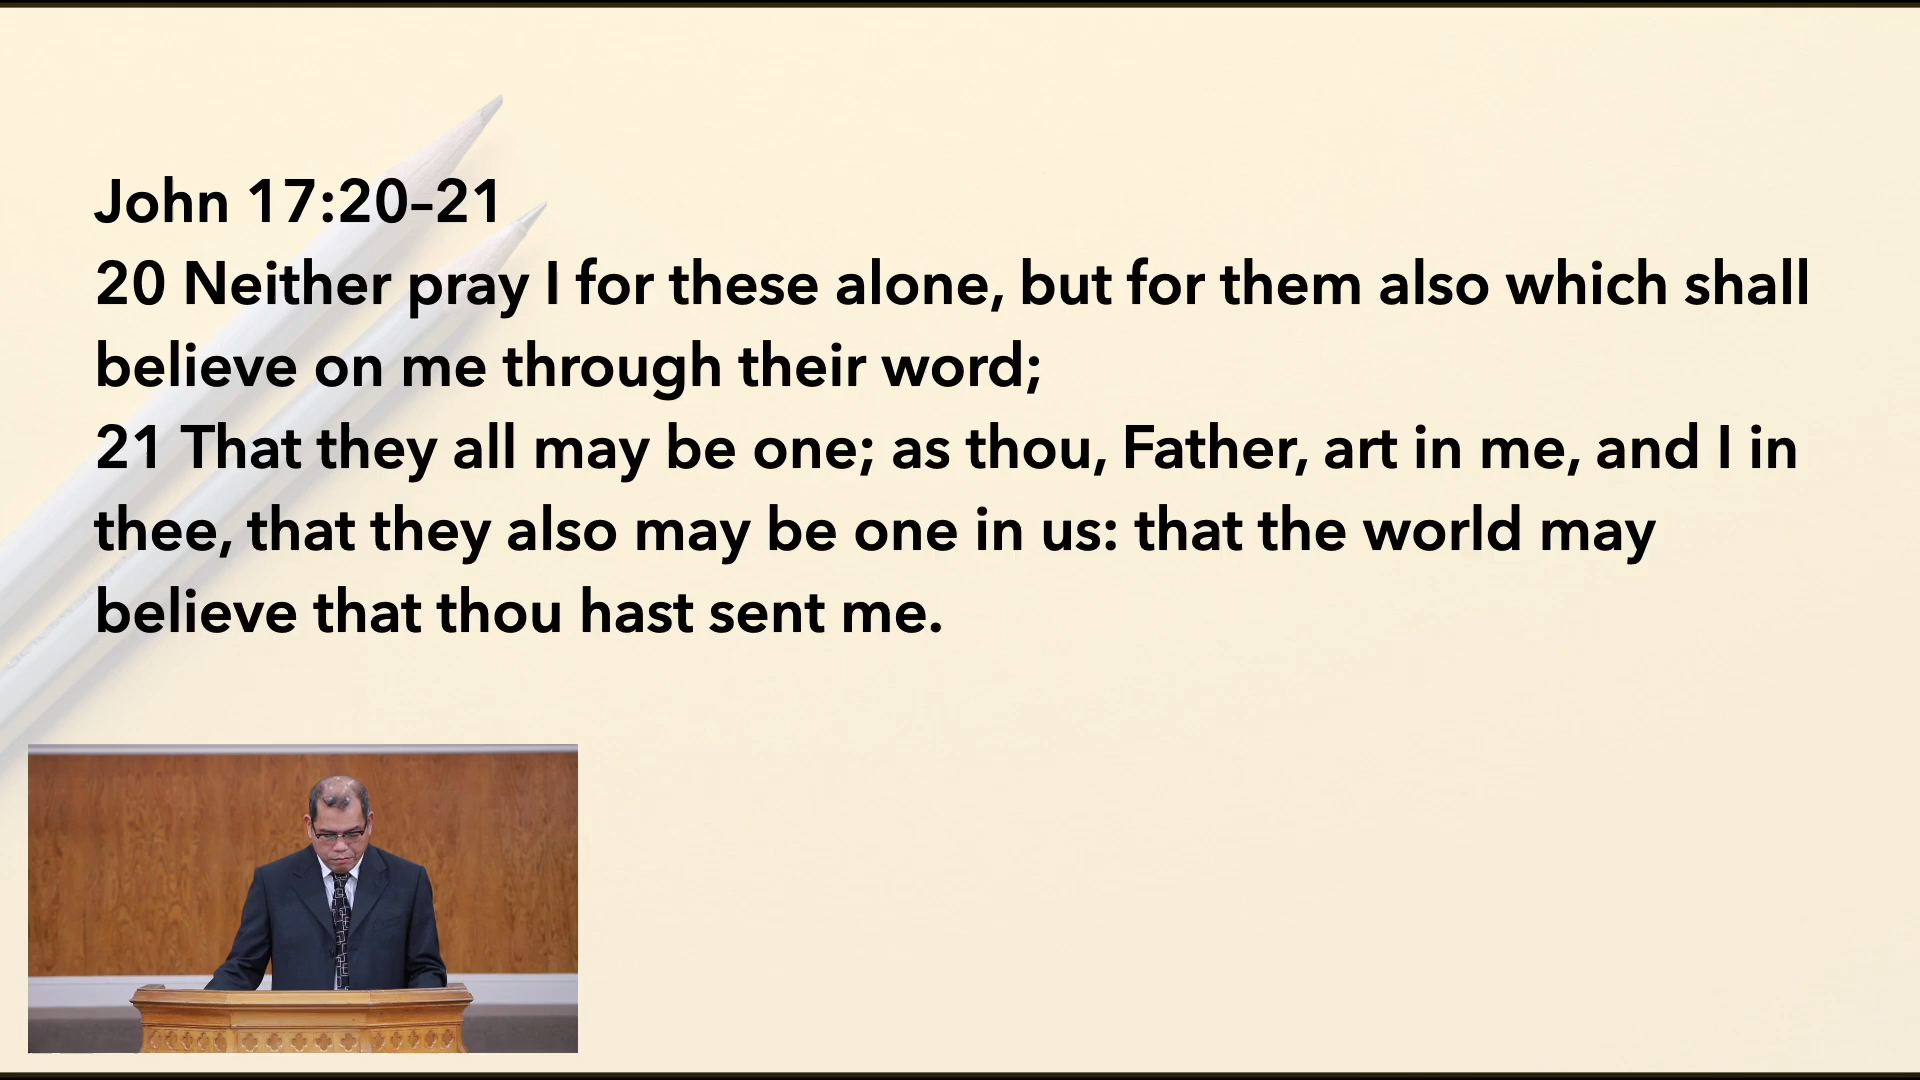 John 17:20–21
20 Neither pray I for these alone, but for them also which shall
believe on me through their word;
21 That they all may be one; as thou, Father, art in me, and I in
thee, that they also may be one in us: that the world may
believe that thou hast sent me.